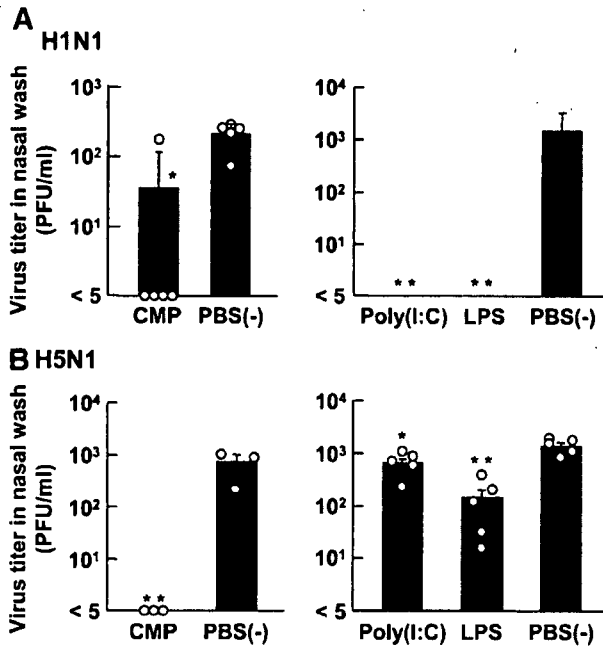 A
H1N1
Virus titer in nasal wash
(PFU/ml)
10³
10²
10¹
< 5
*
CMP PBS(-)
10⁴
10³
10²
10¹
< 5
** **
Poly(I:C) LPS PBS(-)
B H5N1
Virus titer in nasal wash
(PFU/ml)
10⁴
10³
10²
10¹
< 5
**
CMP PBS(-)
10⁴
10³
10²
10¹
< 5
*
**
Poly(I:C) LPS PBS(-)